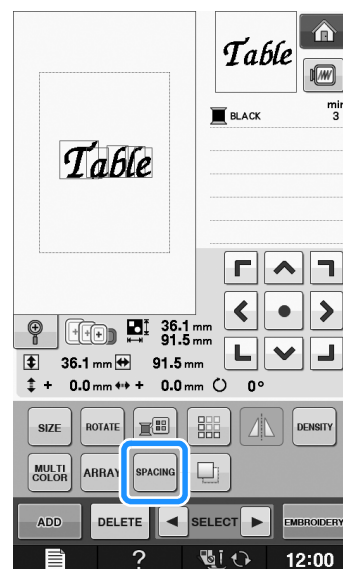 Table
Table
BLACK
min
3
36.1 mm
91.5 mm
36.1 mm 91.5 mm
+ 0.0 mm + 0.0 mm 0°
SIZE ROTATE DENSITY
MULTI COLOR ARRAY SPACING
ADD DELETE SELECT EMBROIDERY
? 12:00